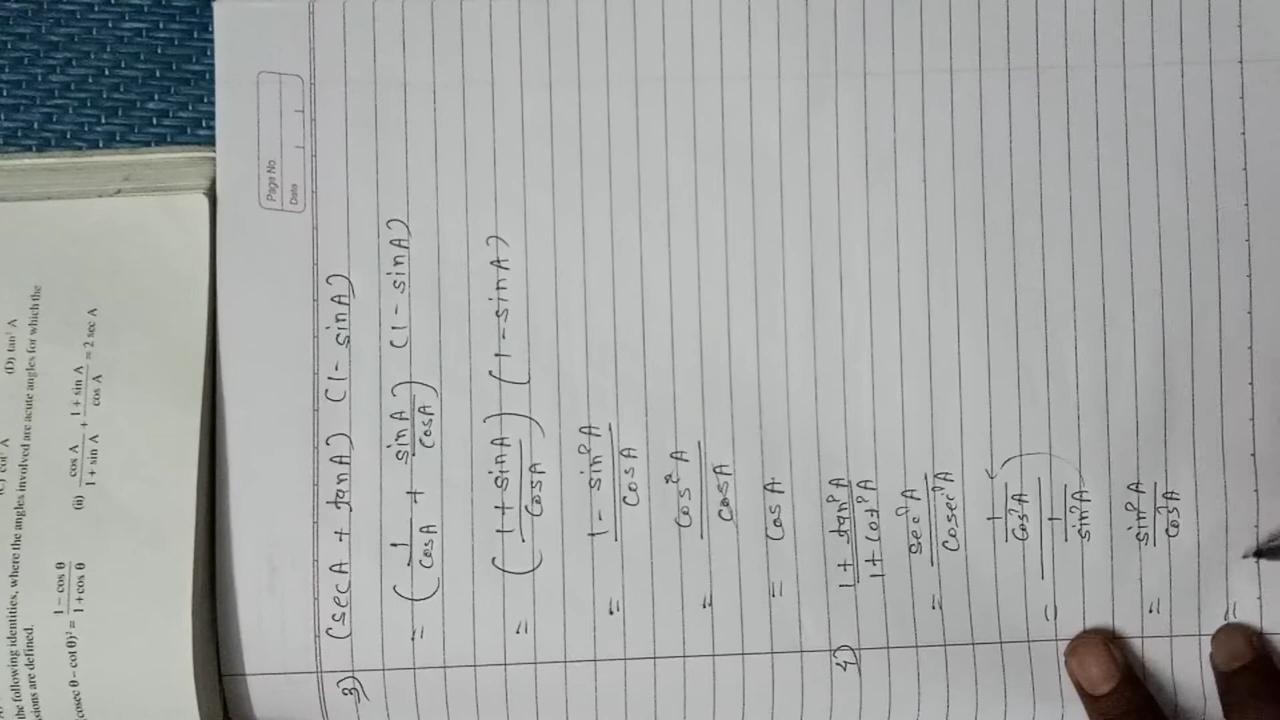 (C) cot² A (D) tan² A
the following identities, where the angles involved are acute angles for which the
sions are defined.
cosec θ – cot θ)² = 1 – cos θ / 1 + cos θ (ii) cos A / 1 + sin A + 1 + sin A / cos A = 2 sec A
Page No.
Date
3) (secA + tanA) (1 - sinA)
= (1/cosA + sinA/cosA) (1 - sinA)
= (1 + sinA/cosA) (1 - sinA)
= 1 - sin²A/cosA
= cos²A/cosA
= cosA
4) 1 + tan²A/1 + cot²A
= sec²A/cosec²A
= 1/cos²A/1/sin²A
= sin²A/cos²A
=